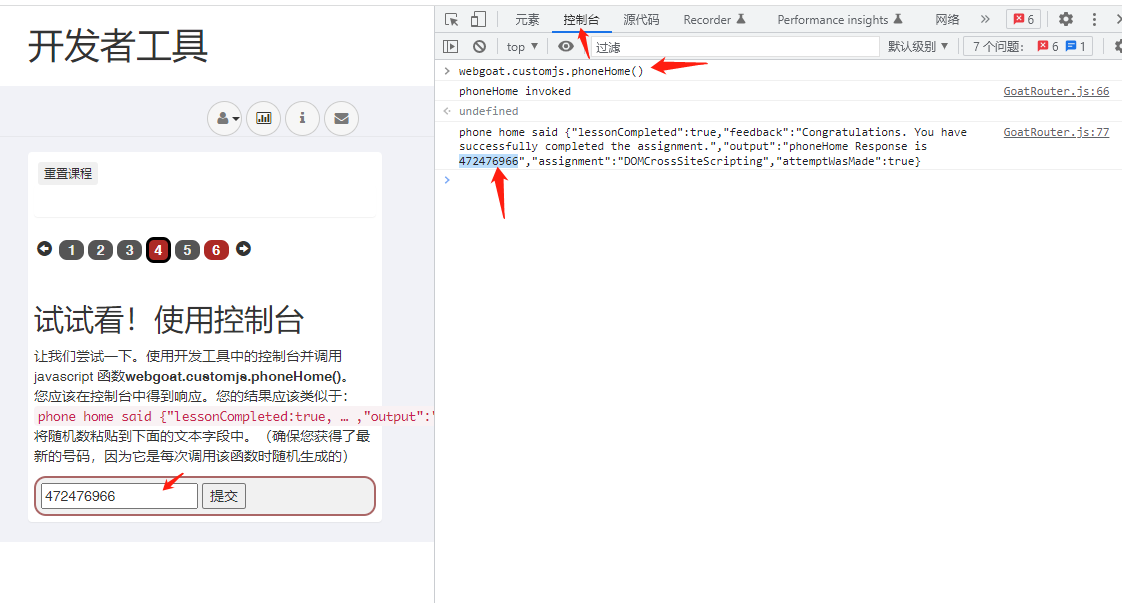 开发者工具
重置课程
1 2 3 4 5 6
试试看！使用控制台
让我们尝试一下。使用开发工具中的控制台并调用
javascript 函数webgoat.customjs.phoneHome()。
您应该在控制台中得到响应。您的结果应该类似于：
phone home said {"lessonCompleted:true, … ,"output":"
将随机数粘贴到下面的文本字段中。（确保您获得了最
新的号码，因为它是每次调用该函数时随机生成的）
472476966 提交
元素 控制台 源代码 Recorder Performance insights 网络 » 6
top ▼ 过滤 默认级别 ▼ 7 个问题： 6 1
> webgoat.customjs.phoneHome()
phoneHome invoked GoatRouter.js:66
undefined
phone home said {"lessonCompleted":true,"feedback":"Congratulations. You have GoatRouter.js:77
successfully completed the assignment.","output":"phoneHome Response is
472476966","assignment":"DOMCrossSiteScripting","attemptWasMade":true}
>